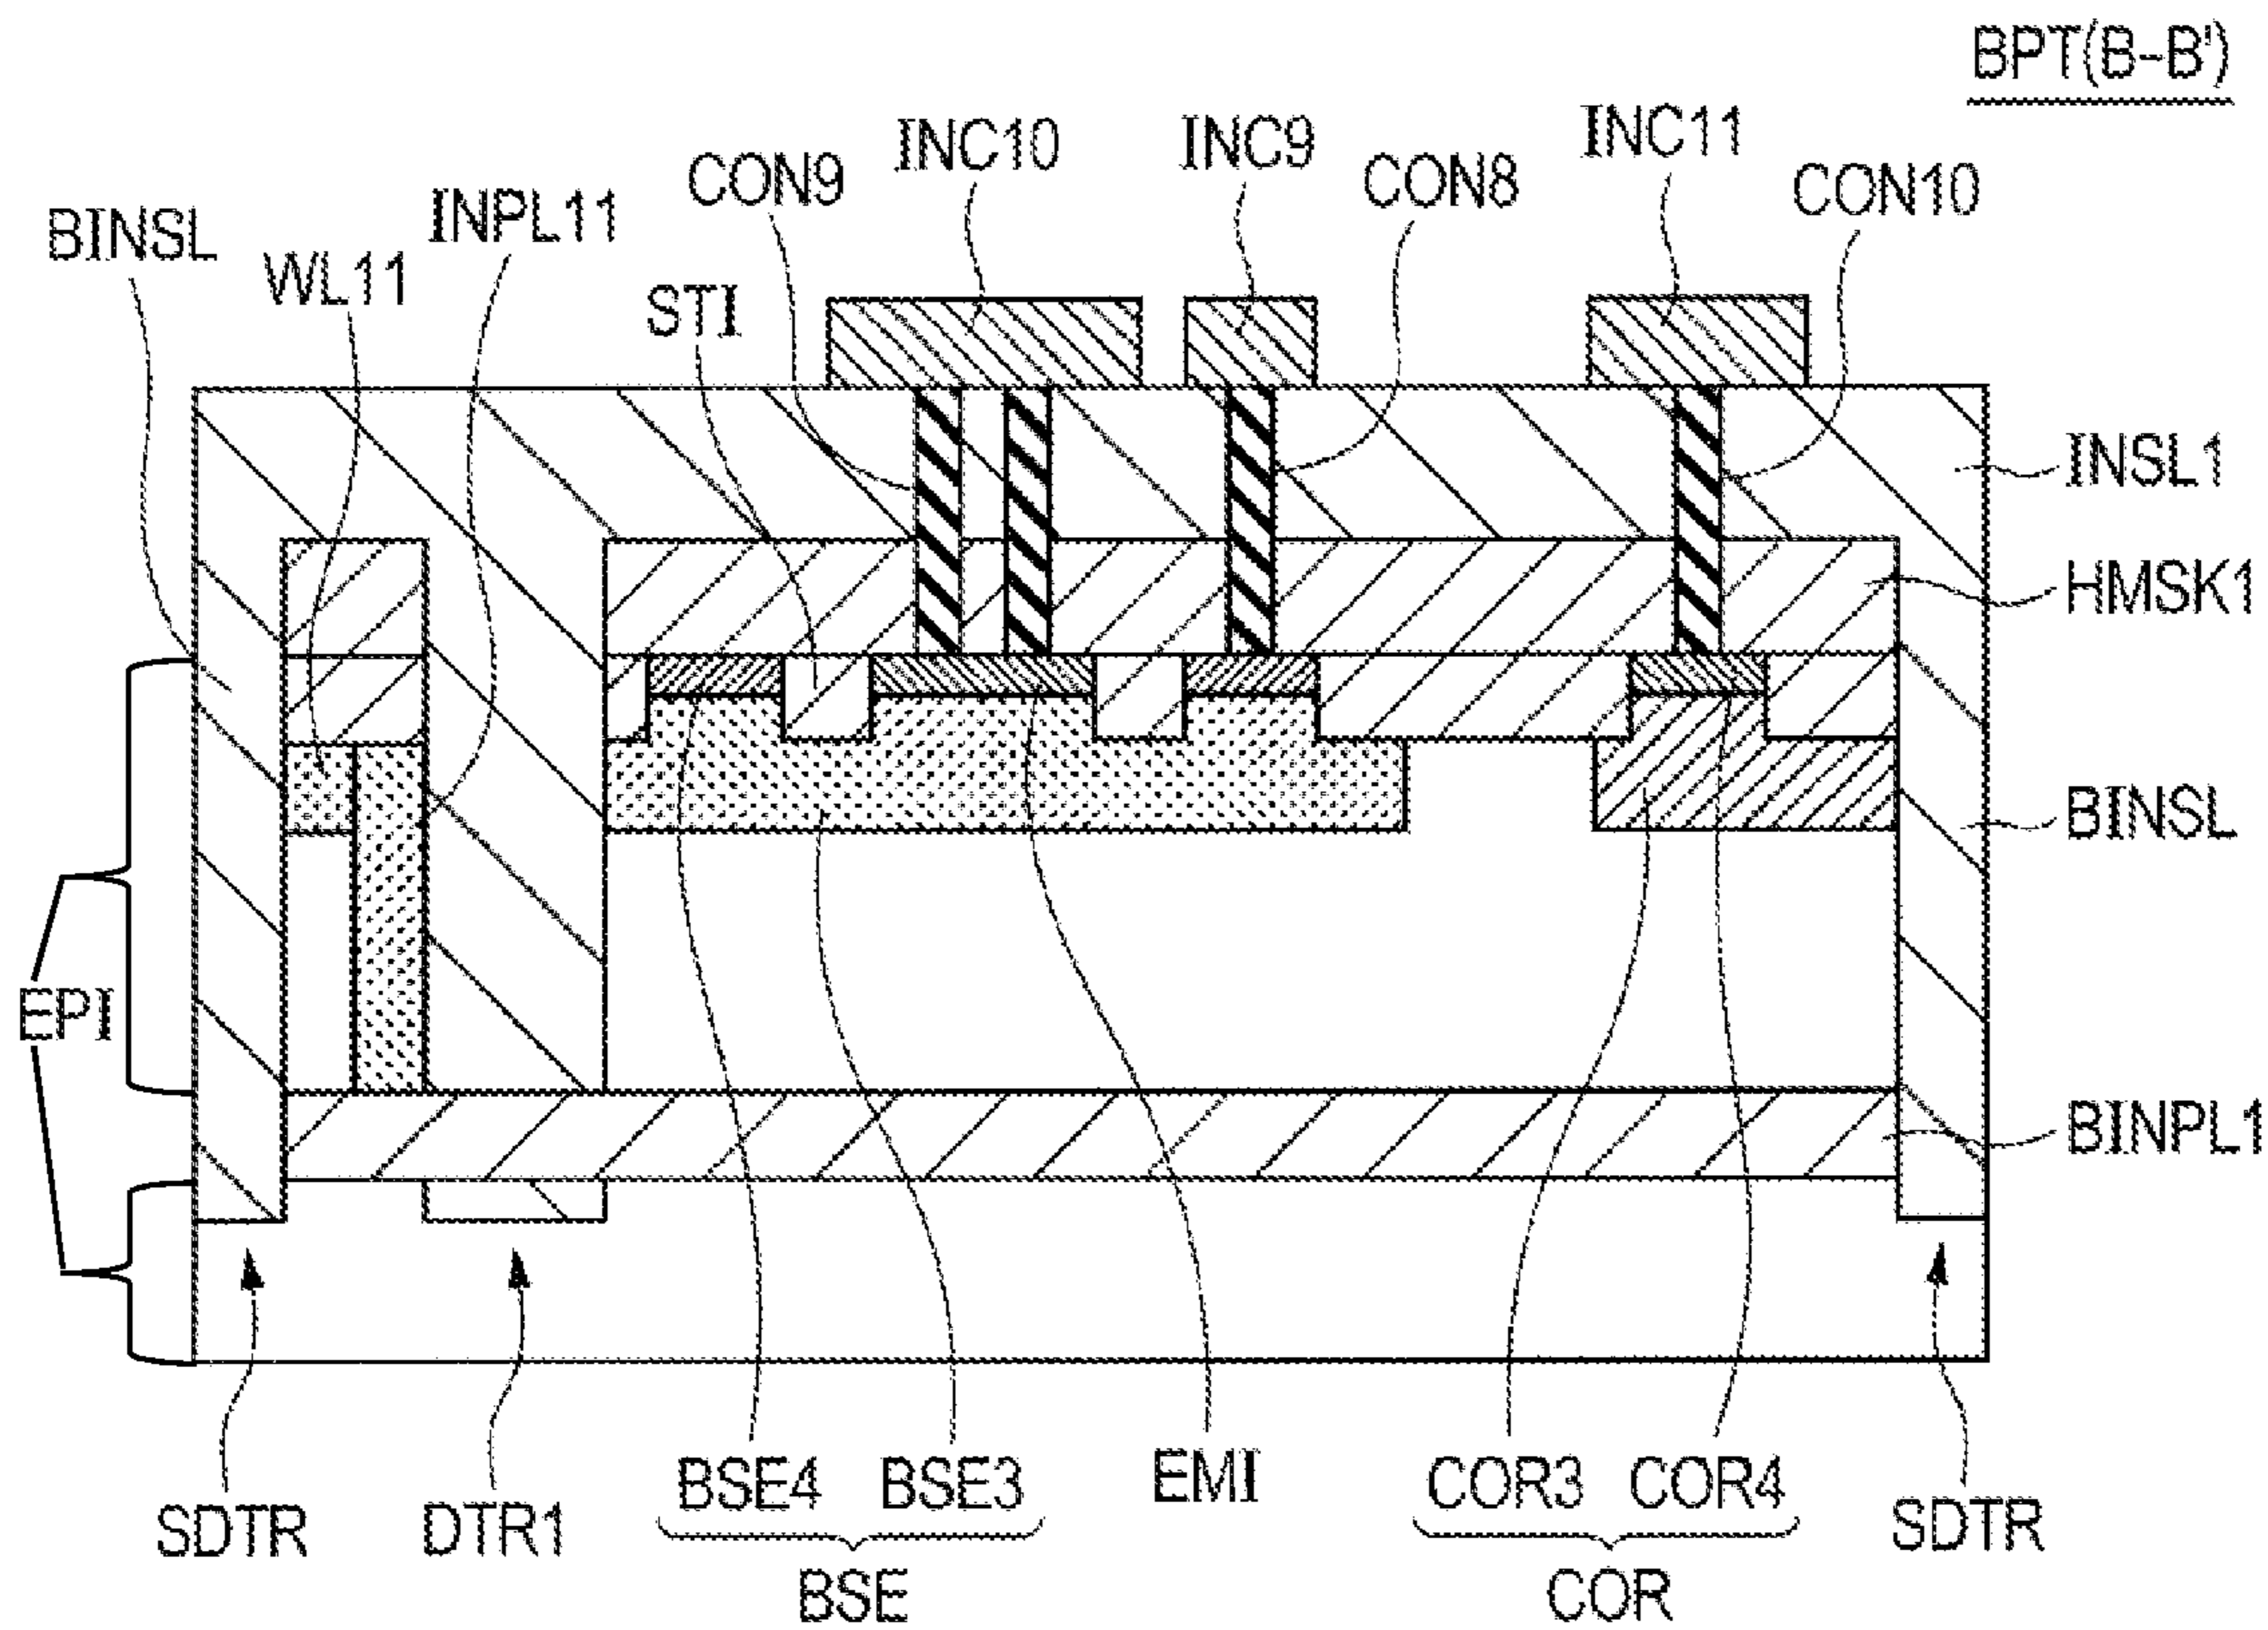 BPT(B-B')
INC10
INC9
INC11
CON9
CON8
CON10
INPL11
BINSL
WL11
STI
INSL1
HMSK1
BINSL
EPI
BINPL1
BSE4 BSE3 EMI COR3 COR4
SDTR DTR1 SDTR
BSE COR